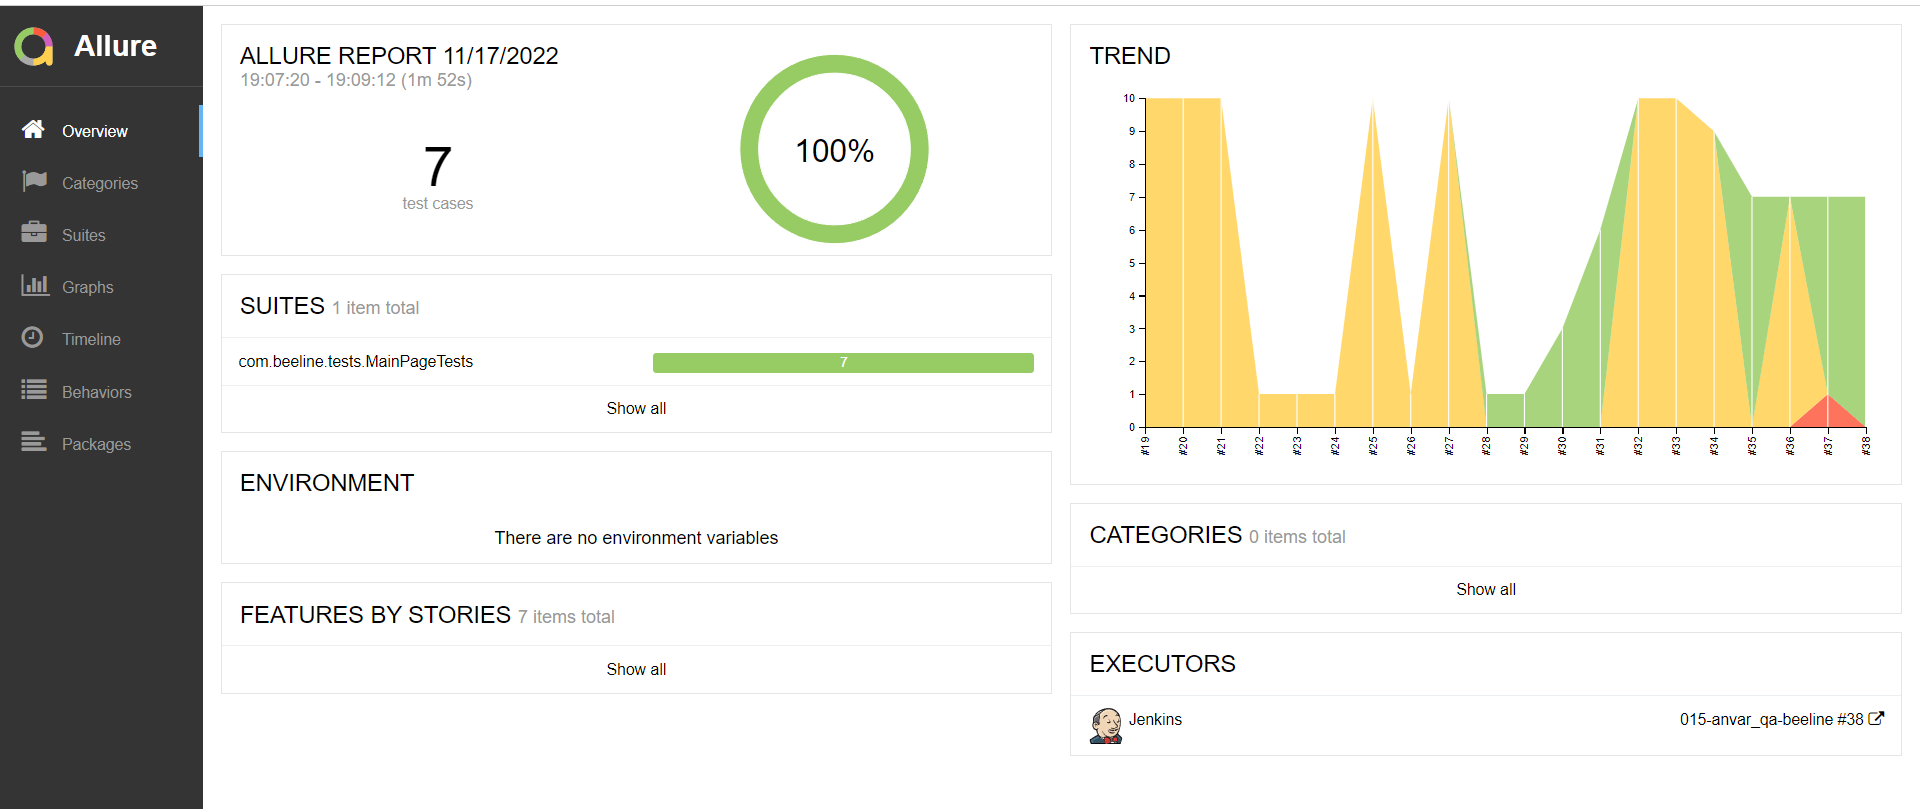 Allure
Overview
Categories
Suites
Graphs
Timeline
Behaviors
Packages
ALLURE REPORT 11/17/2022
19:07:20 - 19:09:12 (1m 52s)
7
test cases
100%
SUITES 1 item total
com.beeline.tests.MainPageTests 7
Show all
ENVIRONMENT
There are no environment variables
FEATURES BY STORIES 7 items total
Show all
TREND
10
9
8
7
6
5
4
3
2
1
0
#19 #20 #21 #22 #23 #24 #25 #26 #27 #28 #29 #30 #31 #32 #33 #34 #35 #36 #37 #38
CATEGORIES 0 items total
Show all
EXECUTORS
Jenkins 015-anvar_qa-beeline #38